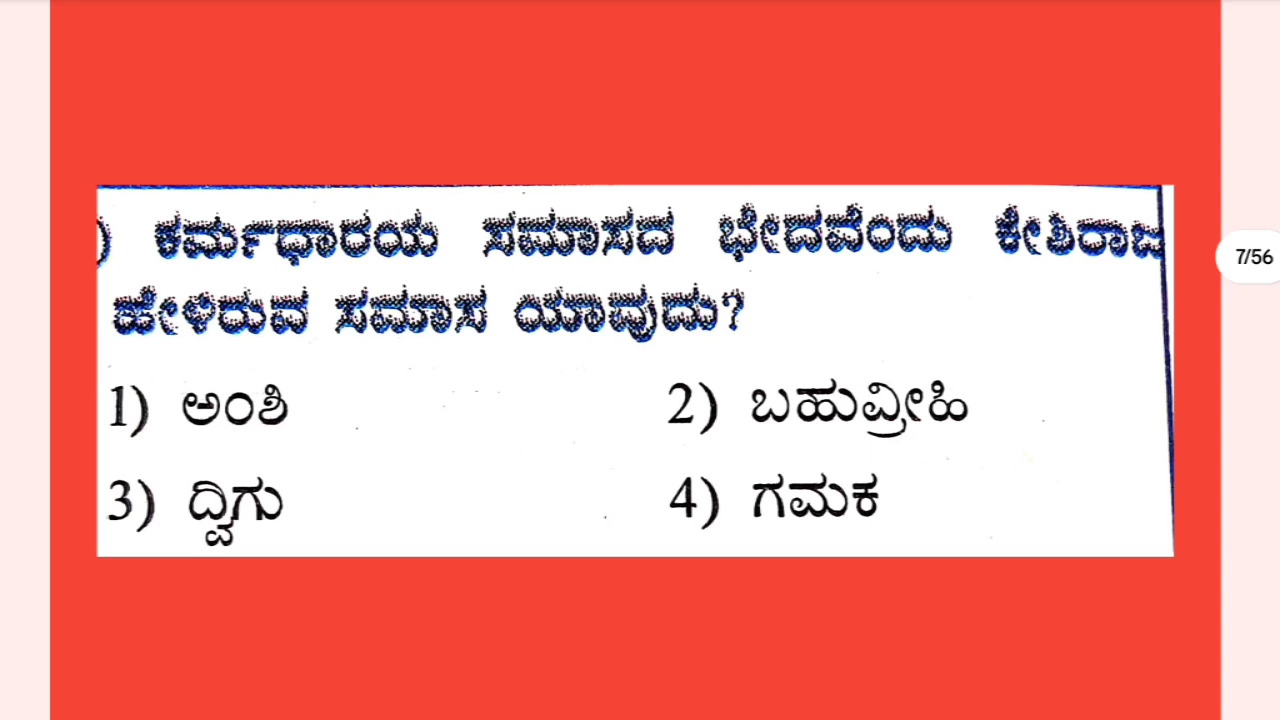 ) ಕರ್ಮಧಾರಯ ಸಮಾಸದ ಭೇದವೆಂದು ಕೇಶಿರಾಜ
ಹೇಳಿರುವ ಸಮಾಸ ಯಾವುದು?
1) ಅಂಶಿ 2) ಬಹುವ್ರೀಹಿ
3) ದ್ವಿಗು 4) ಗಮಕ
7/56